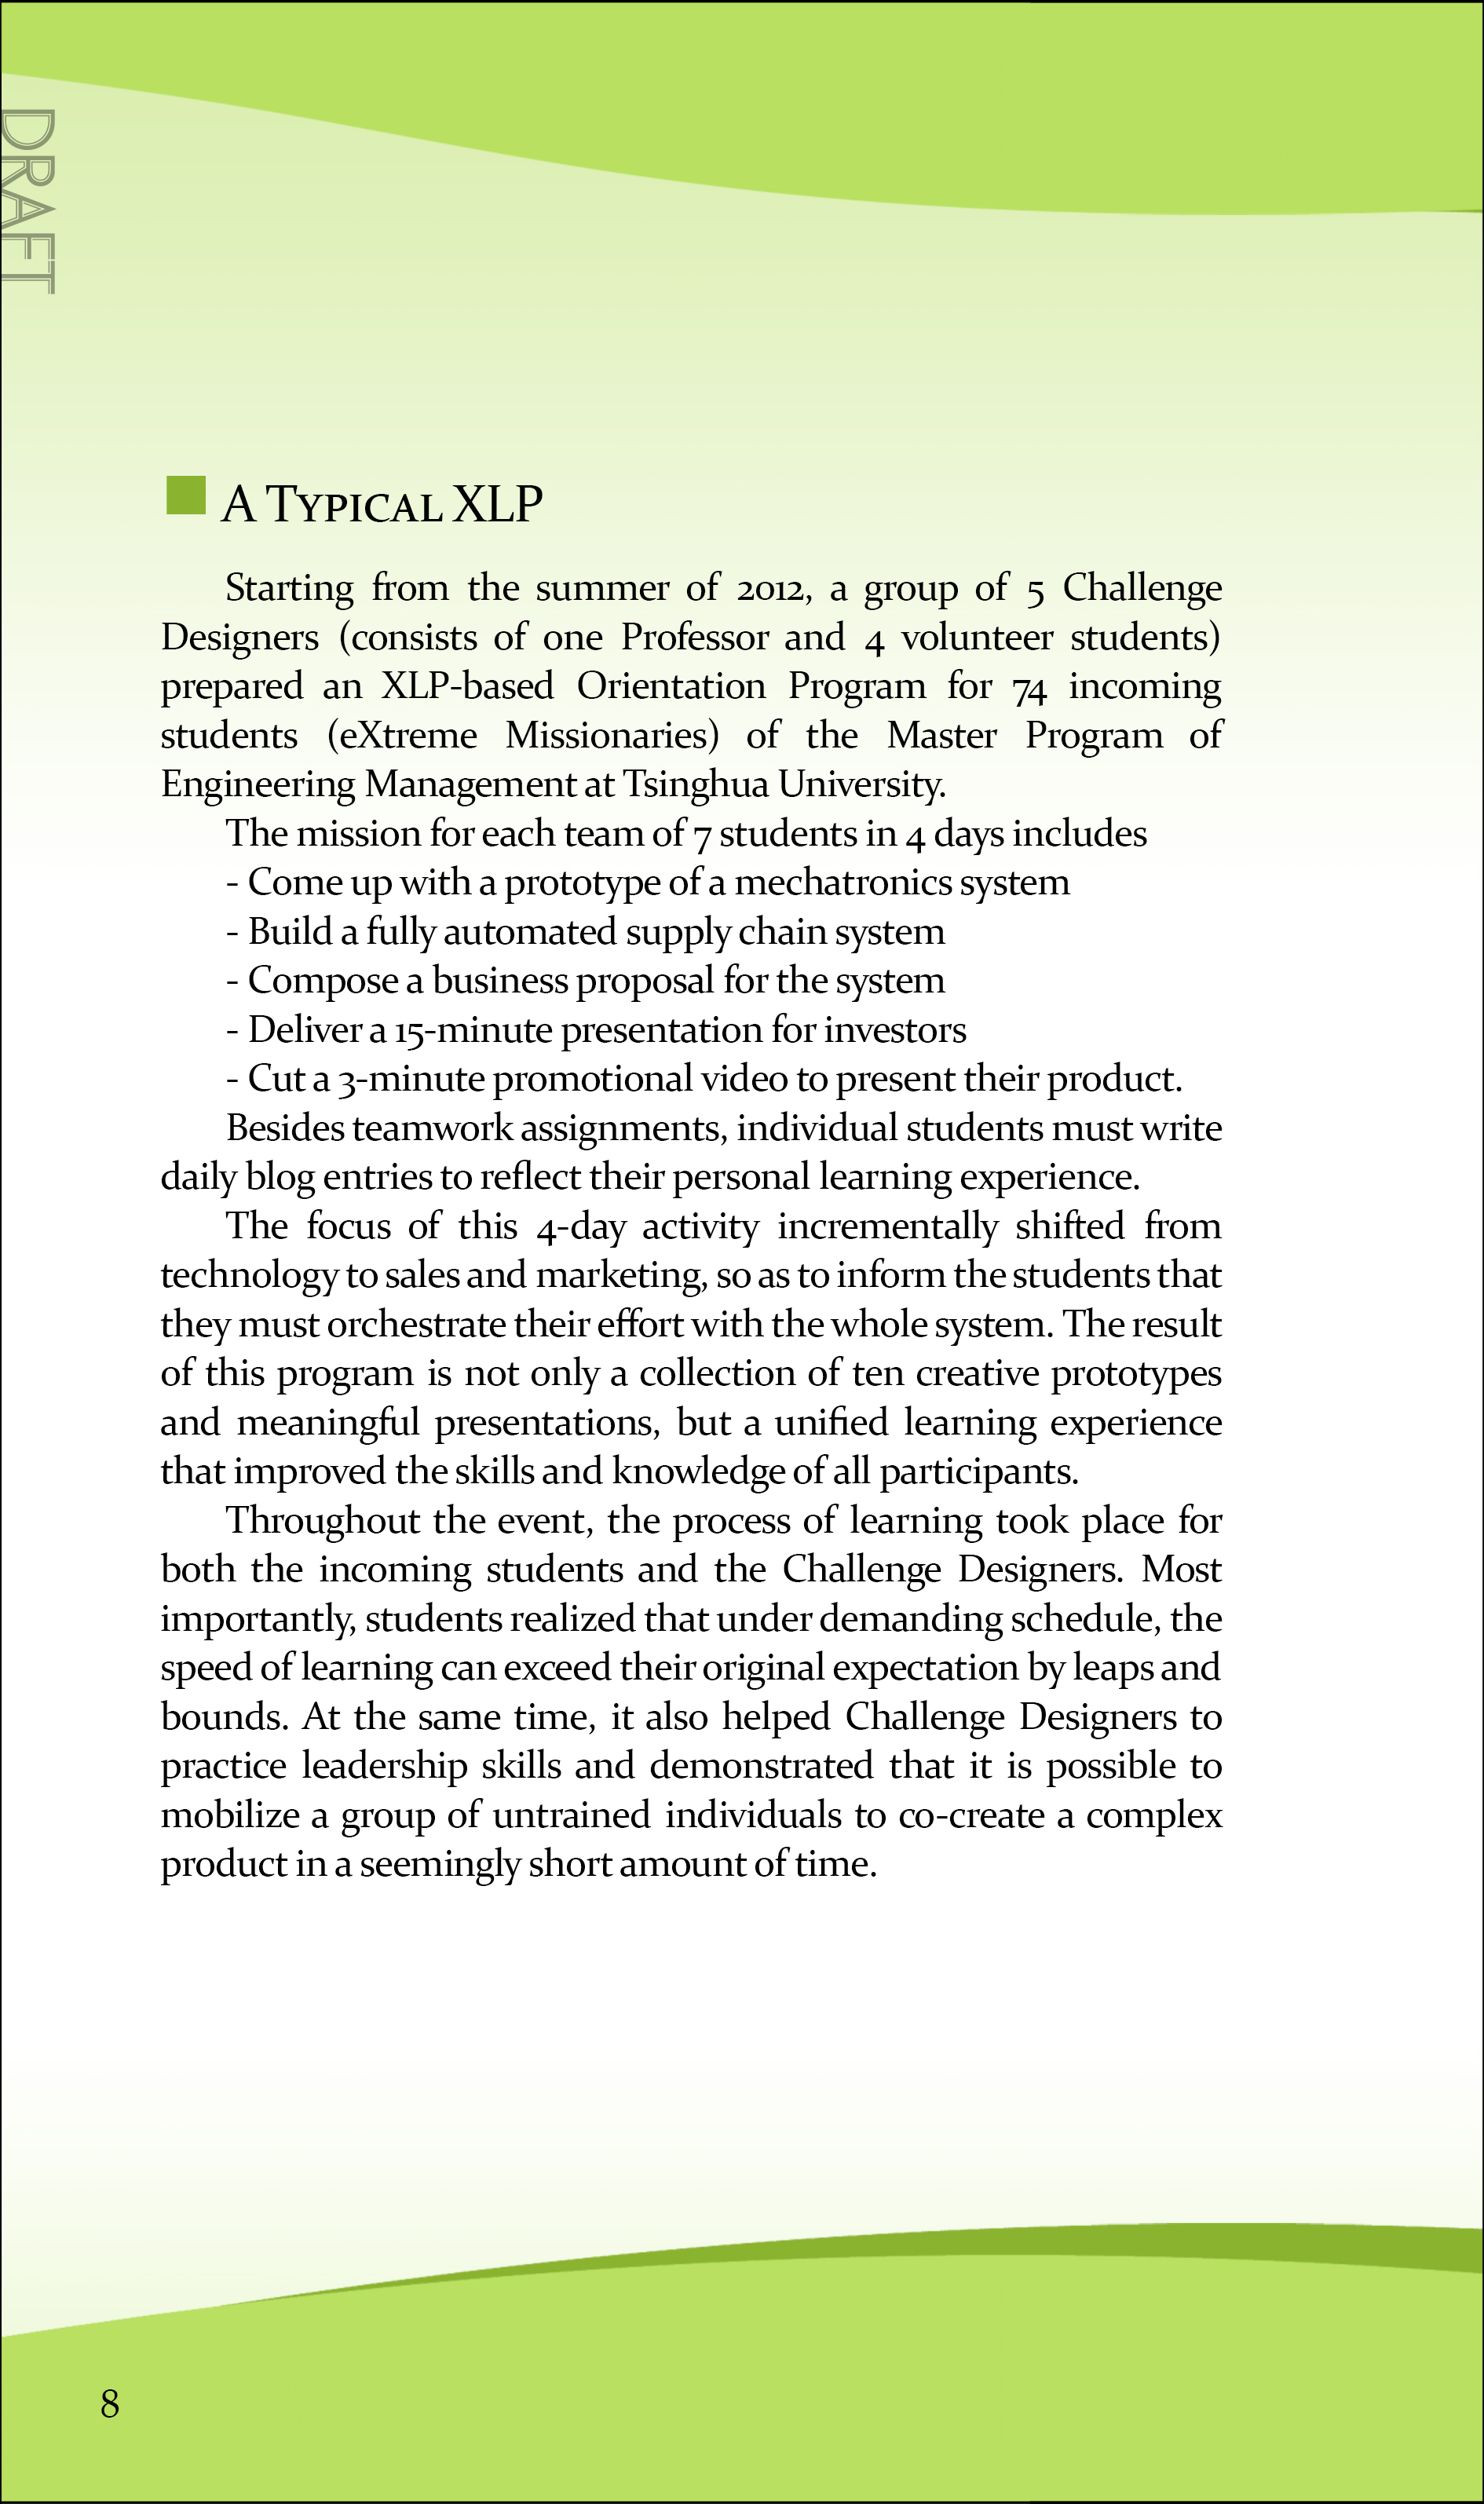 DRAFT
A Typical XLP
Starting from the summer of 2012, a group of 5 Challenge
Designers (consists of one Professor and 4 volunteer students)
prepared an XLP-based Orientation Program for 74 incoming
students (eXtreme Missionaries) of the Master Program of
Engineering Management at Tsinghua University.
The mission for each team of 7 students in 4 days includes
- Come up with a prototype of a mechatronics system
- Build a fully automated supply chain system
- Compose a business proposal for the system
- Deliver a 15-minute presentation for investors
- Cut a 3-minute promotional video to present their product.
Besides teamwork assignments, individual students must write
daily blog entries to reflect their personal learning experience.
The focus of this 4-day activity incrementally shifted from
technology to sales and marketing, so as to inform the students that
they must orchestrate their effort with the whole system. The result
of this program is not only a collection of ten creative prototypes
and meaningful presentations, but a unified learning experience
that improved the skills and knowledge of all participants.
Throughout the event, the process of learning took place for
both the incoming students and the Challenge Designers. Most
importantly, students realized that under demanding schedule, the
speed of learning can exceed their original expectation by leaps and
bounds. At the same time, it also helped Challenge Designers to
practice leadership skills and demonstrated that it is possible to
mobilize a group of untrained individuals to co-create a complex
product in a seemingly short amount of time.
8